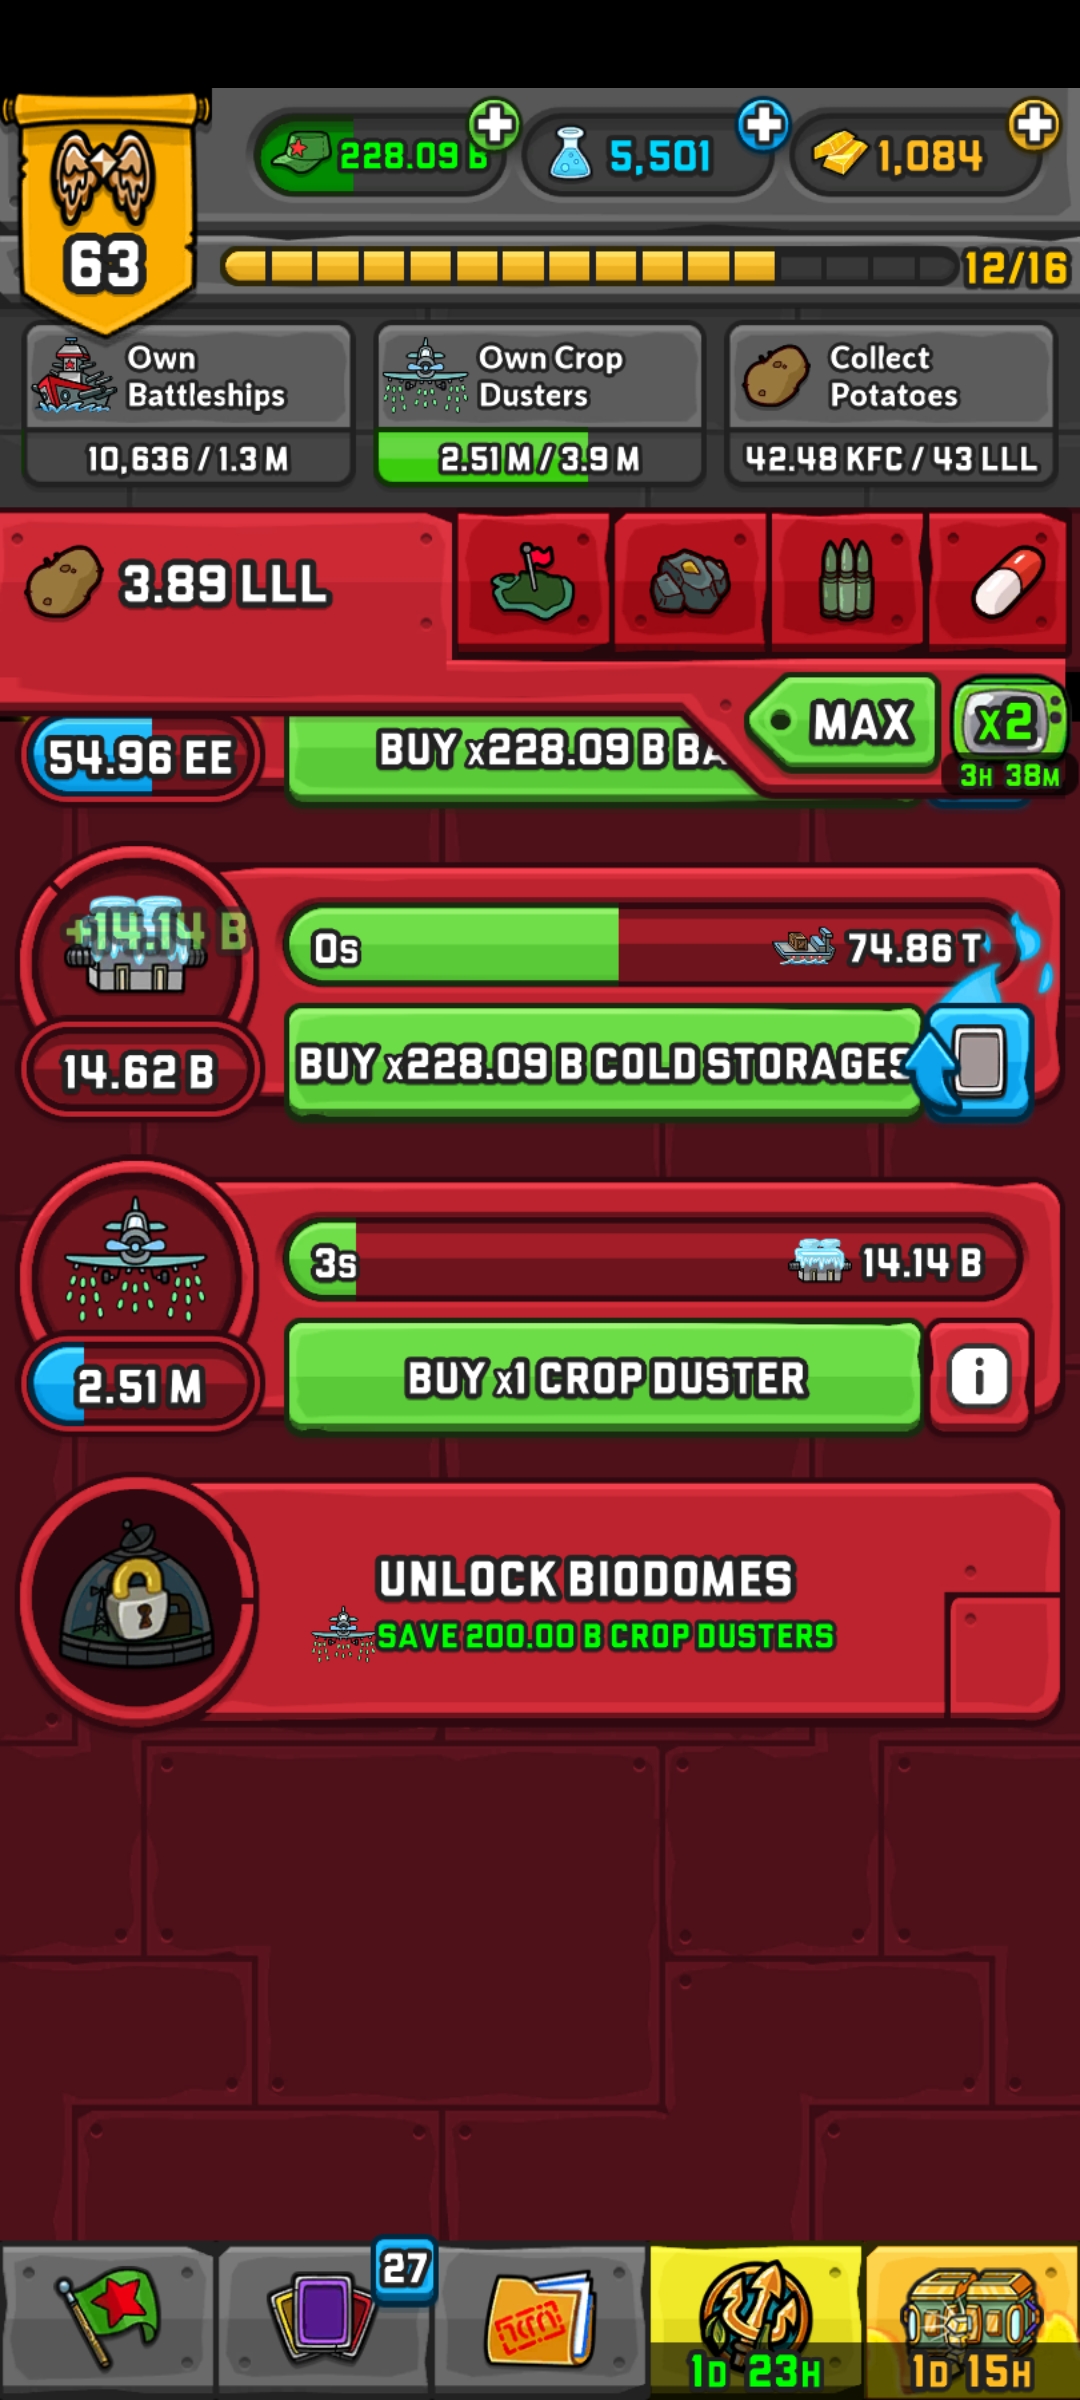 228.09 B
5,501
1,084
63
12/16
Own
Battleships
10,636 / 1.3 M
Own Crop
Dusters
2.51 M / 3.9 M
Collect
Potatoes
42.48 KFC / 43 LLL
3.89 LLL
MAX
x2
3H 38M
54.96 EE
BUY x228.09 B BA
+14.14 B
0s
74.86 T
14.62 B
BUY x228.09 B COLD STORAGES
3s
14.14 B
2.51 M
BUY x1 CROP DUSTER
i
UNLOCK BIODOMES
SAVE 200.00 B CROP DUSTERS
27
1D 23H
1D 15H